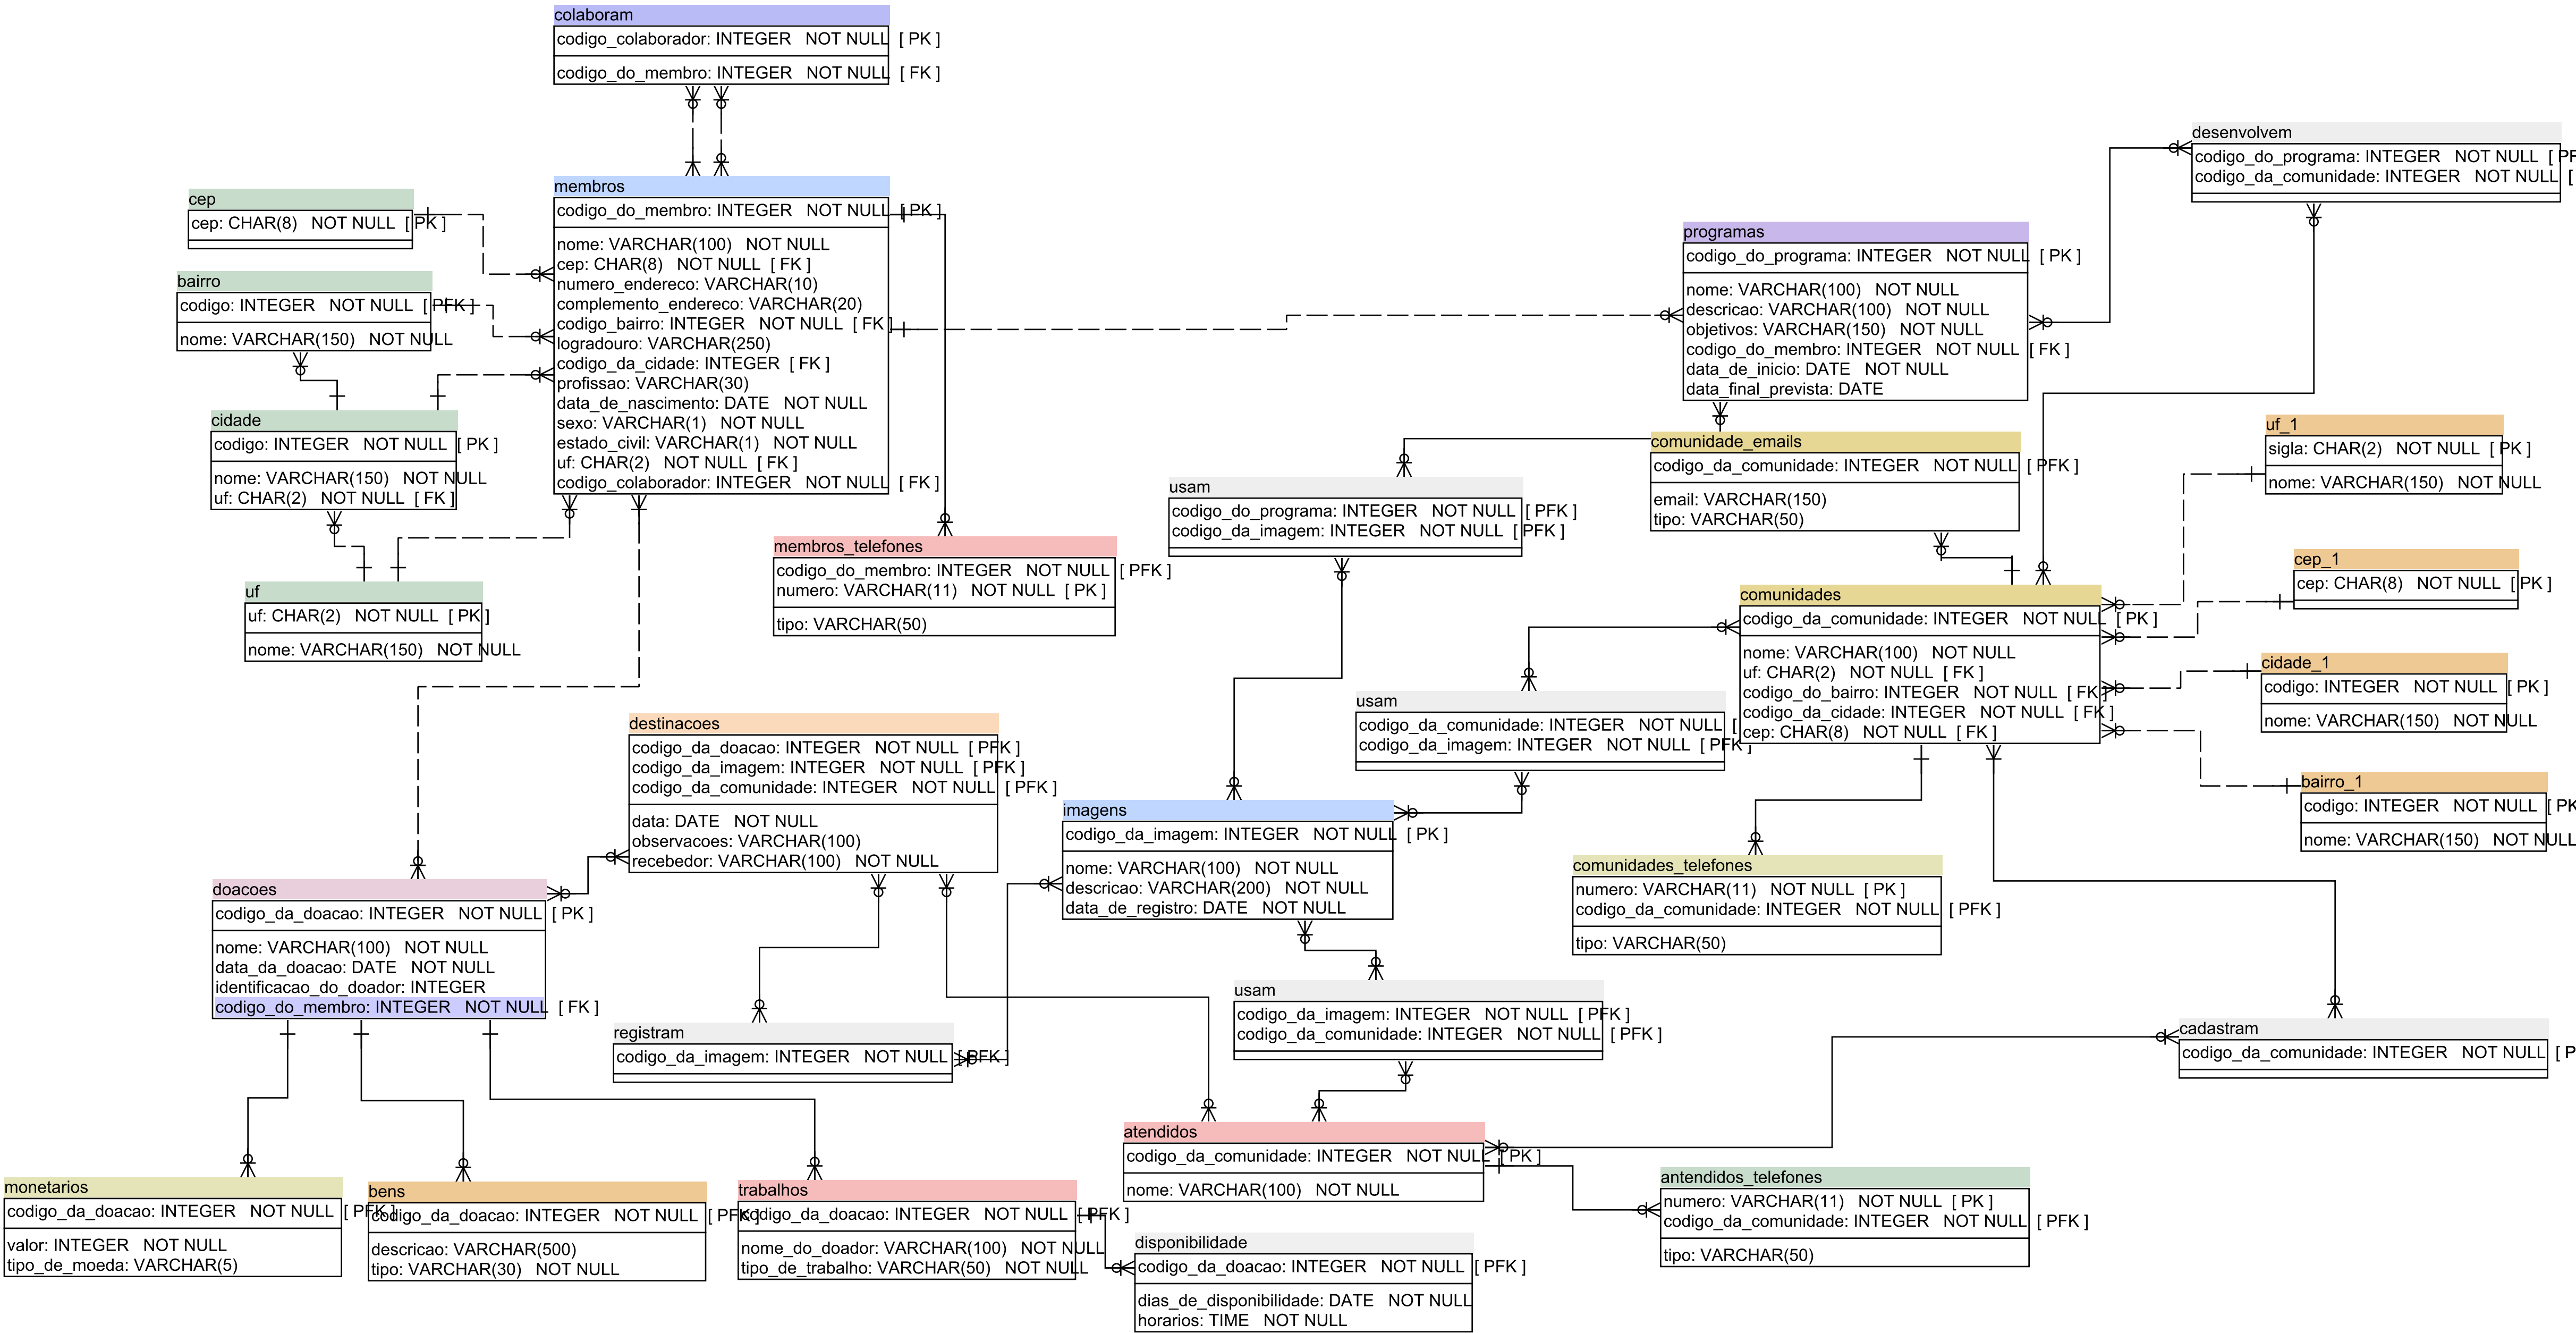 colaboram
codigo_colaborador: INTEGER NOT NULL [ PK ]
codigo_do_membro: INTEGER NOT NULL [ FK ]
membros
codigo_do_membro: INTEGER NOT NULL [ PK ]
nome: VARCHAR(100) NOT NULL
cep: CHAR(8) NOT NULL [ FK ]
numero_endereco: VARCHAR(10)
complemento_endereco: VARCHAR(20)
codigo_bairro: INTEGER NOT NULL [ FK ]
logradouro: VARCHAR(250)
codigo_da_cidade: INTEGER [ FK ]
profissao: VARCHAR(30)
data_de_nascimento: DATE NOT NULL
sexo: VARCHAR(1) NOT NULL
estado_civil: VARCHAR(1) NOT NULL
uf: CHAR(2) NOT NULL [ FK ]
codigo_colaborador: INTEGER NOT NULL [ FK ]
cep
cep: CHAR(8) NOT NULL [ PK ]
bairro
codigo: INTEGER NOT NULL [ PFK ]
nome: VARCHAR(150) NOT NULL
cidade
codigo: INTEGER NOT NULL [ PK ]
nome: VARCHAR(150) NOT NULL
uf: CHAR(2) NOT NULL [ FK ]
uf
uf: CHAR(2) NOT NULL [ PK ]
nome: VARCHAR(150) NOT NULL
membros_telefones
codigo_do_membro: INTEGER NOT NULL [ PFK ]
numero: VARCHAR(11) NOT NULL [ PK ]
tipo: VARCHAR(50)
desenvolvem
codigo_do_programa: INTEGER NOT NULL [ PF
codigo_da_comunidade: INTEGER NOT NULL [
programas
codigo_do_programa: INTEGER NOT NULL [ PK ]
nome: VARCHAR(100) NOT NULL
descricao: VARCHAR(100) NOT NULL
objetivos: VARCHAR(150) NOT NULL
codigo_do_membro: INTEGER NOT NULL [ FK ]
data_de_inicio: DATE NOT NULL
data_final_prevista: DATE
comunidade_emails
codigo_da_comunidade: INTEGER NOT NULL [ PFK ]
email: VARCHAR(150)
tipo: VARCHAR(50)
usam
codigo_do_programa: INTEGER NOT NULL [ PFK ]
codigo_da_imagem: INTEGER NOT NULL [ PFK ]
uf_1
sigla: CHAR(2) NOT NULL [ PK ]
nome: VARCHAR(150) NOT NULL
cep_1
cep: CHAR(8) NOT NULL [ PK ]
cidade_1
codigo: INTEGER NOT NULL [ PK ]
nome: VARCHAR(150) NOT NULL
bairro_1
codigo: INTEGER NOT NULL [ PK
nome: VARCHAR(150) NOT NULL
comunidades
codigo_da_comunidade: INTEGER NOT NULL [ PK ]
nome: VARCHAR(100) NOT NULL
uf: CHAR(2) NOT NULL [ FK ]
codigo_do_bairro: INTEGER NOT NULL [ FK ]
codigo_da_cidade: INTEGER NOT NULL [ FK ]
cep: CHAR(8) NOT NULL [ FK ]
usam
codigo_da_comunidade: INTEGER NOT NULL [
codigo_da_imagem: INTEGER NOT NULL [ PFK ]
destinacoes
codigo_da_doacao: INTEGER NOT NULL [ PFK ]
codigo_da_imagem: INTEGER NOT NULL [ PFK ]
codigo_da_comunidade: INTEGER NOT NULL [ PFK ]
data: DATE NOT NULL
observacoes: VARCHAR(100)
recebedor: VARCHAR(100) NOT NULL
imagens
codigo_da_imagem: INTEGER NOT NULL [ PK ]
nome: VARCHAR(100) NOT NULL
descricao: VARCHAR(200) NOT NULL
data_de_registro: DATE NOT NULL
comunidades_telefones
numero: VARCHAR(11) NOT NULL [ PK ]
codigo_da_comunidade: INTEGER NOT NULL [ PFK ]
tipo: VARCHAR(50)
doacoes
codigo_da_doacao: INTEGER NOT NULL [ PK ]
nome: VARCHAR(100) NOT NULL
data_da_doacao: DATE NOT NULL
identificacao_do_doador: INTEGER
codigo_do_membro: INTEGER NOT NULL [ FK ]
registram
codigo_da_imagem: INTEGER NOT NULL [ PFK ]
usam
codigo_da_imagem: INTEGER NOT NULL [ PFK ]
codigo_da_comunidade: INTEGER NOT NULL [ PFK ]
cadastram
codigo_da_comunidade: INTEGER NOT NULL [ P
atendidos
codigo_da_comunidade: INTEGER NOT NULL [ PK ]
nome: VARCHAR(100) NOT NULL
antendidos_telefones
numero: VARCHAR(11) NOT NULL [ PK ]
codigo_da_comunidade: INTEGER NOT NULL [ PFK ]
tipo: VARCHAR(50)
monetarios
codigo_da_doacao: INTEGER NOT NULL [ PFK ]
valor: INTEGER NOT NULL
tipo_de_moeda: VARCHAR(5)
bens
codigo_da_doacao: INTEGER NOT NULL [ PFK ]
descricao: VARCHAR(500)
tipo: VARCHAR(30) NOT NULL
trabalhos
codigo_da_doacao: INTEGER NOT NULL [ PFK ]
nome_do_doador: VARCHAR(100) NOT NULL
tipo_de_trabalho: VARCHAR(50) NOT NULL
disponibilidade
codigo_da_doacao: INTEGER NOT NULL [ PFK ]
dias_de_disponibilidade: DATE NOT NULL
horarios: TIME NOT NULL